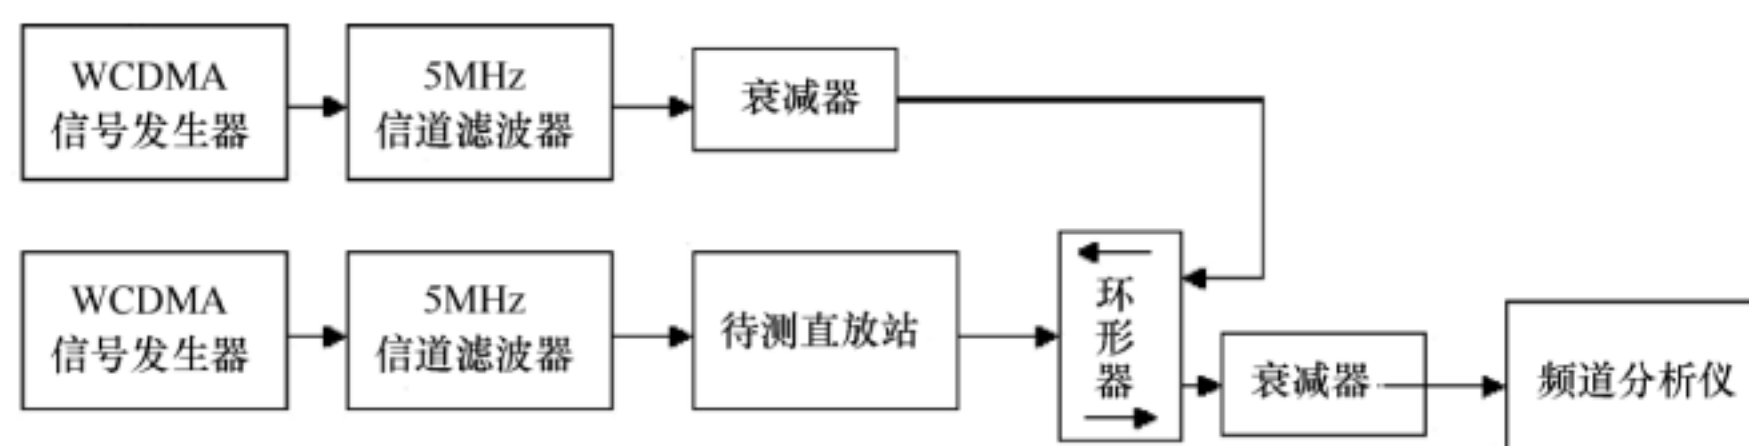 WCDMA
信号发生器
5MHz
信道滤波器
衰减器
WCDMA
信号发生器
5MHz
信道滤波器
待测直放站
环
形
器
衰减器
频道分析仪